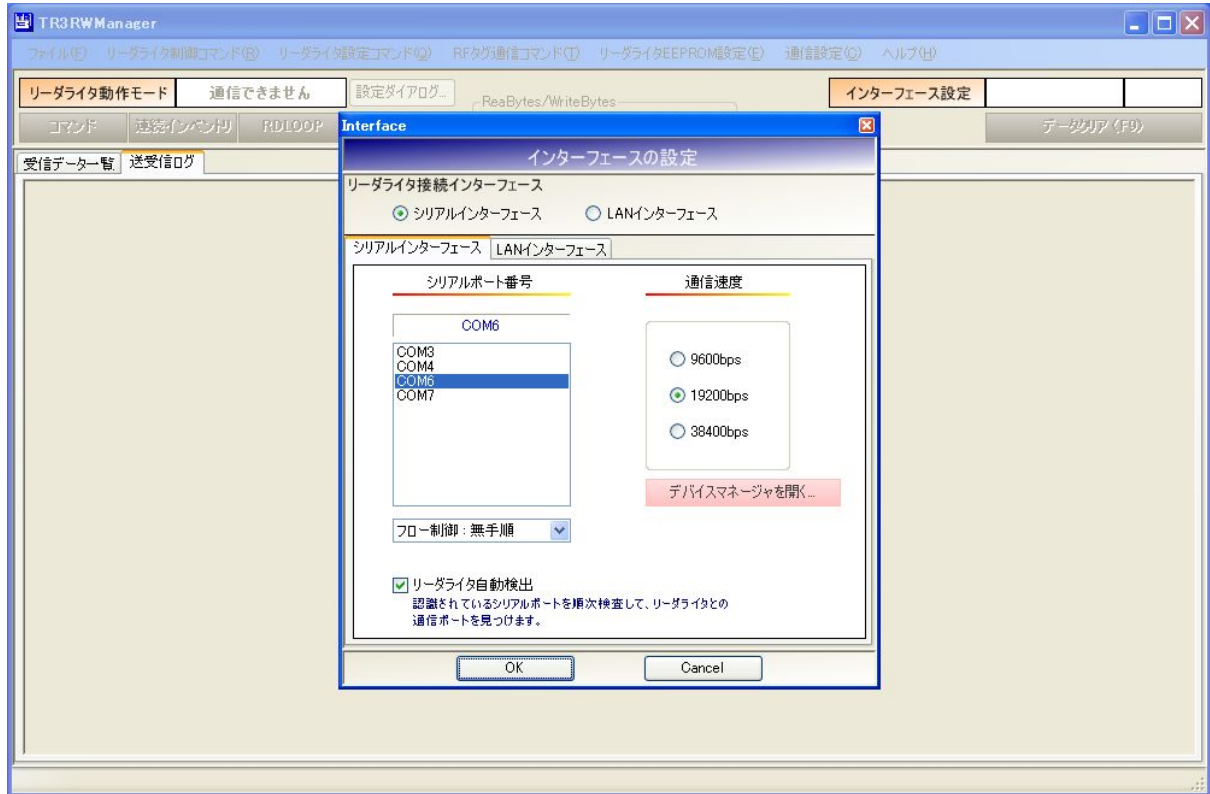 TR3RWManager
ファイル(F) リーダライタ制御コマンド(R) リーダライタ設定コマンド(Q) RFタグ通信コマンド(T) リーダライタEEPROM設定(E) 通信設定(C) ヘルプ(H)
リーダライタ動作モード 通信できません 設定ダイアログ... ReaBytes/WriteBytes インターフェース設定
コマンド 連続インベントリ RDLOOP データクリア (F9)
受信データ一覧 送受信ログ
Interface
インターフェースの設定
リーダライタ接続インターフェース
シリアルインターフェース LANインターフェース
シリアルインターフェース LANインターフェース
シリアルポート番号 通信速度
COM6
COM3
COM4
COM6
COM7
9600bps
19200bps
38400bps
デバイスマネージャを開く...
フロー制御：無手順
リーダライタ自動検出
認識されているシリアルポートを順次検査して、リーダライタとの
通信ポートを見つけます。
OK Cancel